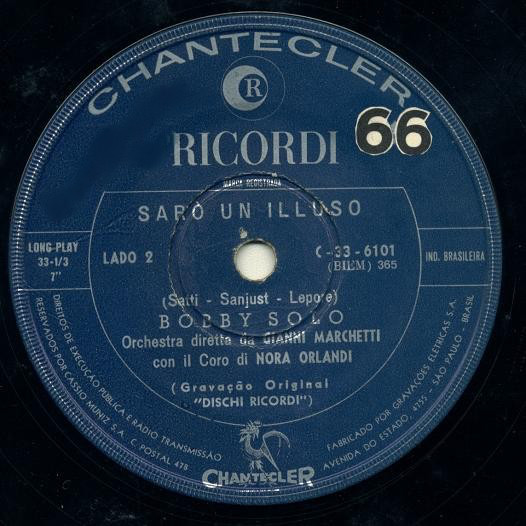 CHANTECLER
R
RICORDI
66
MARCA REGISTRADA
SARÒ UN ILLUSO
LONG-PLAY
33-1/3
7"
LADO 2
C-33-6101
(BIEM) 365
IND. BRASILEIRA
(Satti - Sanjust - Lepore)
BOBBY SOLO
Orchestra diretta da GIANNI MARCHETTI
con il Coro di NORA ORLANDI
(Gravação Original
"DISCHI RICORDI")
DIREITOS DE EXECUÇÃO PÚBLICA E RADIO TRANSMISSÃO
RESERVADOS POR CASSIO MUNIZ S.A. C. POSTAL 478
FABRICADO POR GRAVAÇÕES ELETRICAS S.A.
AVENIDA DO ESTADO, 4755 - SÃO PAULO - BRASIL
CHANTECLER